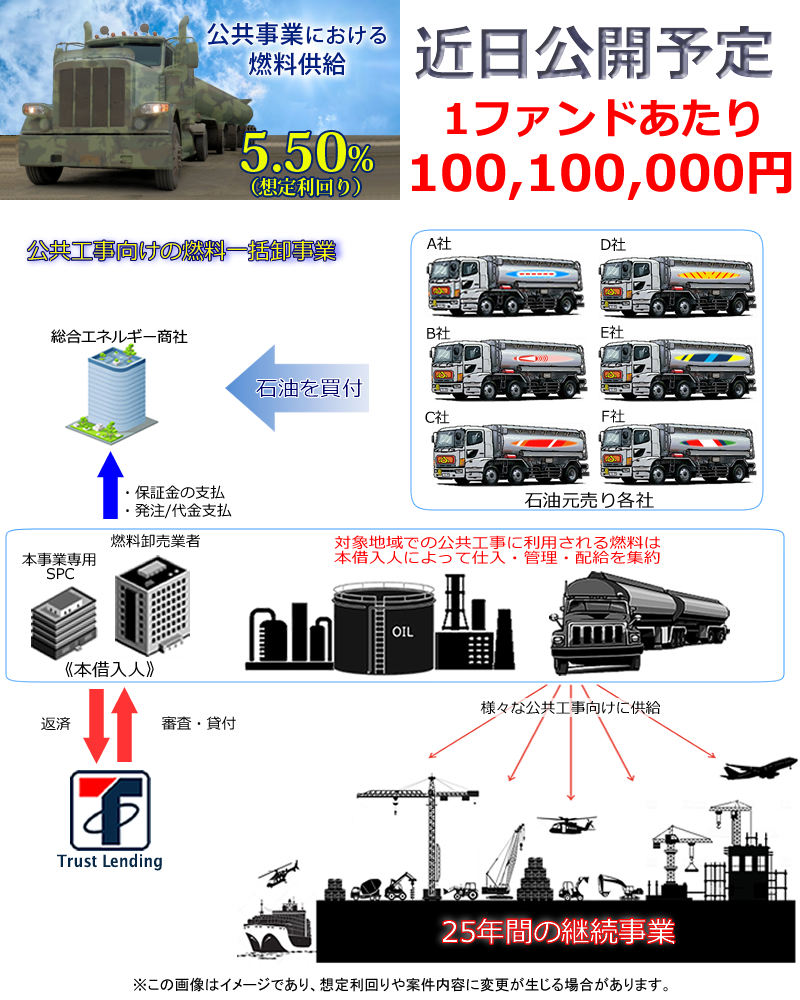 公共事業における
燃料供給
5.50%
(想定利回り)
近日公開予定
1ファンドあたり
100,100,000円
公共工事向けの燃料一括卸事業
総合エネルギー商社
石油を買付
A社
D社
B社
E社
C社
F社
石油元売り各社
・保証金の支払
・発注/代金支払
本事業専用
SPC
燃料卸売業者
《本借入人》
対象地域での公共工事に利用される燃料は
本借入人によって仕入・管理・配給を集約
OIL
返済
審査・貸付
様々な公共工事向けに供給
Trust Lending
25年間の継続事業
※この画像はイメージであり、想定利回りや案件内容に変更が生じる場合があります。